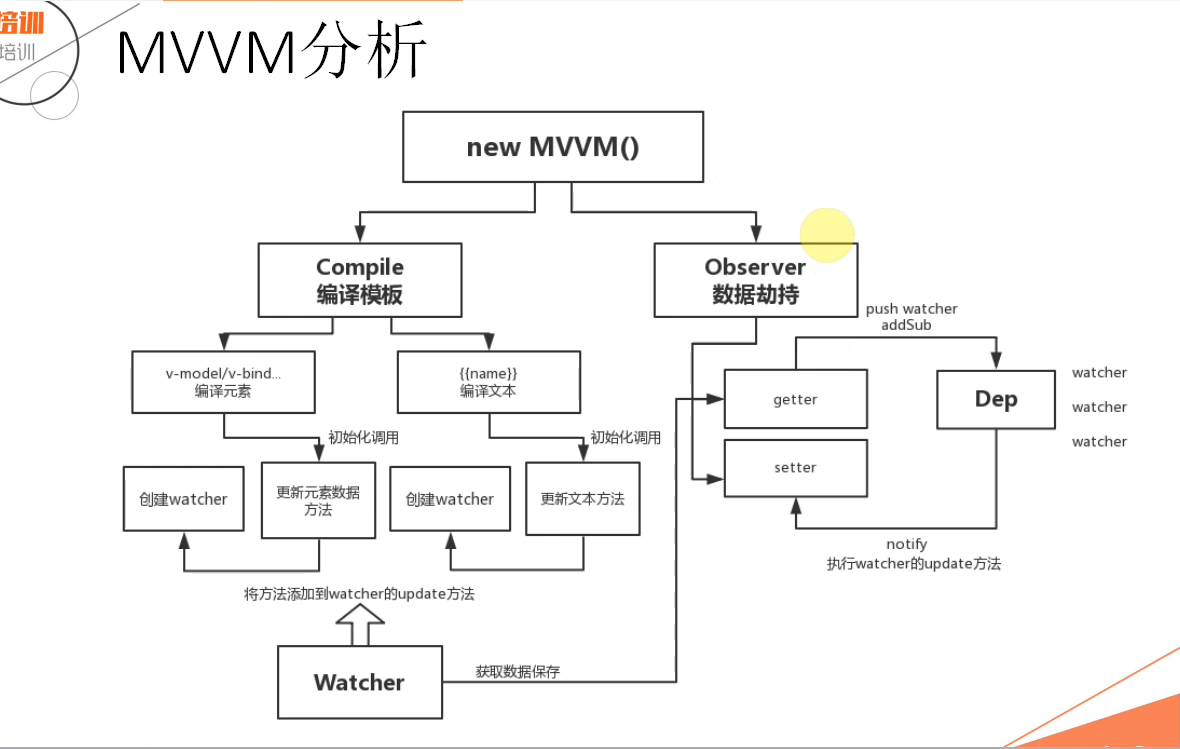 培训
培训
MVVM分析
new MVVM()
Compile
编译模板
Observer
数据劫持
push watcher
addSub
v-model/v-bind...
编译元素
{{name}}
编译文本
getter
Dep
watcher
watcher
watcher
初始化调用
初始化调用
setter
创建watcher
更新元素数据
方法
创建watcher
更新文本方法
notify
执行watcher的update方法
将方法添加到watcher的update方法
Watcher
获取数据保存